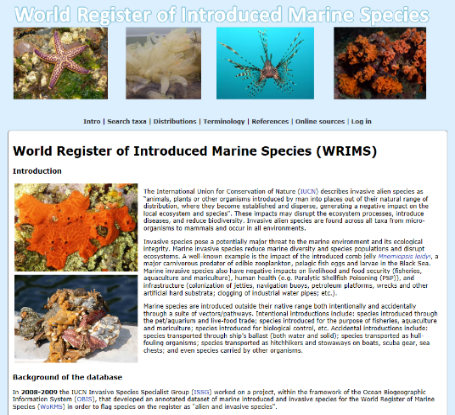 World Register of Introduced Marine Species
Intro | Search taxa | Distributions | Terminology | References | Online sources | Log in
World Register of Introduced Marine Species (WRIMS)
Introduction
The International Union for Conservation of Nature (IUCN) describes invasive alien species as
"animals, plants or other organisms introduced by man into places out of their natural range of
distribution, where they become established and disperse, generating a negative impact on the
local ecosystem and species". These impacts may disrupt the ecosystem processes, introduce
diseases, and reduce biodiversity. Invasive alien species are found across all taxa from micro-
organisms to mammals and occur in all environments.
Invasive species pose a potentially major threat to the marine environment and its ecological
integrity. Marine invasive species reduce marine diversity and species populations and disrupt
ecosystems. A well-known example is the impact of the introduced comb jelly Mnemiopsis leidyi, a
major carnivorous predator of edible zooplankton, pelagic fish eggs and larvae in the Black Sea.
Marine invasive species also have negative impacts on livelihood and food security (fisheries,
aquaculture and mariculture), human health (e.g. Paralytic Shellfish Poisoning (PSP)), and
infrastructure (colonization of jetties, navigation buoys, petroleum platforms, wrecks and other
artificial hard substrate; clogging of industrial water pipes; etc.).
Marine species are introduced outside their native range both intentionally and accidentally
through a suite of vectors/pathways. Intentional introductions include: species introduced through
the pet/aquarium and live-food trade; species introduced for the purpose of fisheries, aquaculture
and mariculture; species introduced for biological control, etc. Accidental introductions include:
species transported through ship's ballast (both water and solid); species transported as hull-
fouling organisms; species transported as hitchhikers and stowaways on boats, scuba gear, sea
chests; and even species carried by other organisms.
Background of the database
In 2008-2009 the IUCN Invasive Species Specialist Group (ISSG) worked on a project, within the framework of the Ocean Biogeographic
Information System (OBIS), that developed an annotated dataset of marine introduced and invasive species for the World Register of Marine
Species (WoRMS) in order to flag species on the register as "alien and invasive species".